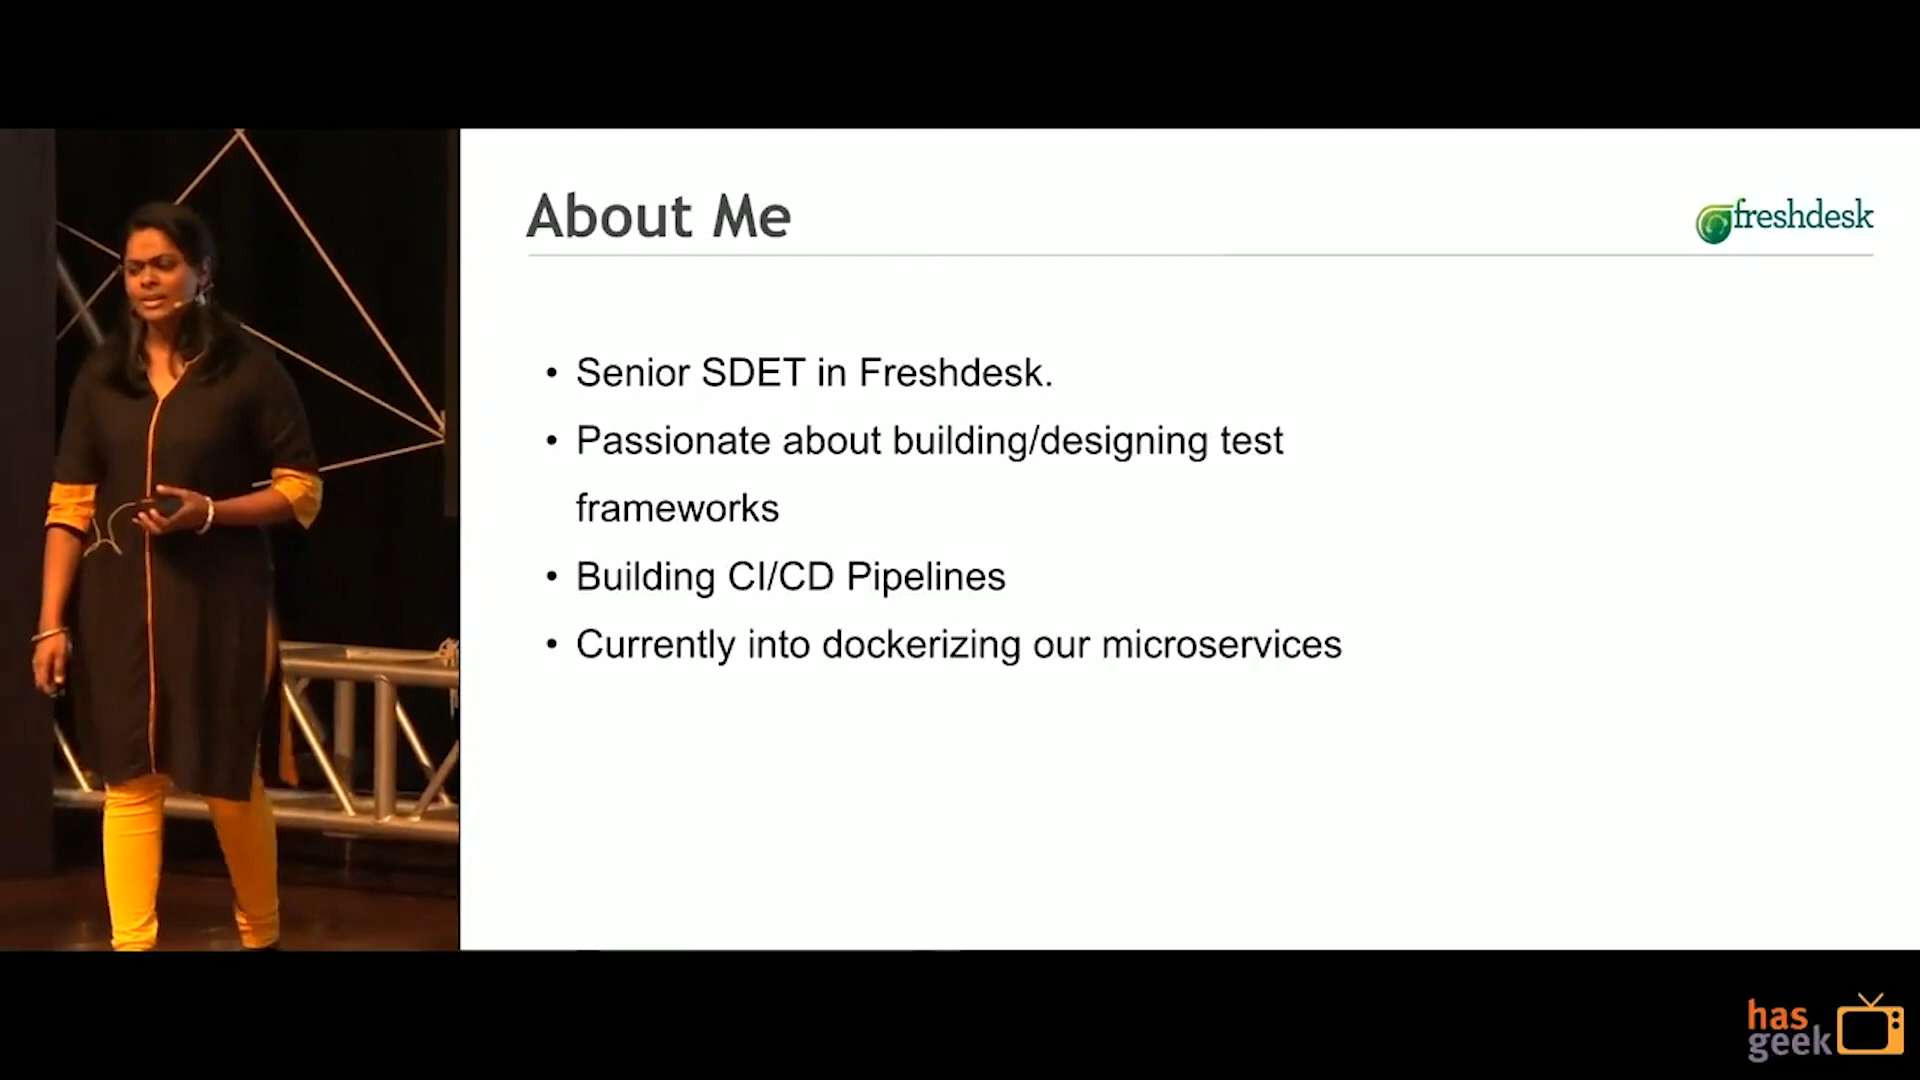 About Me
freshdesk
• Senior SDET in Freshdesk.
• Passionate about building/designing test
frameworks
• Building CI/CD Pipelines
• Currently into dockerizing our microservices
has
geek